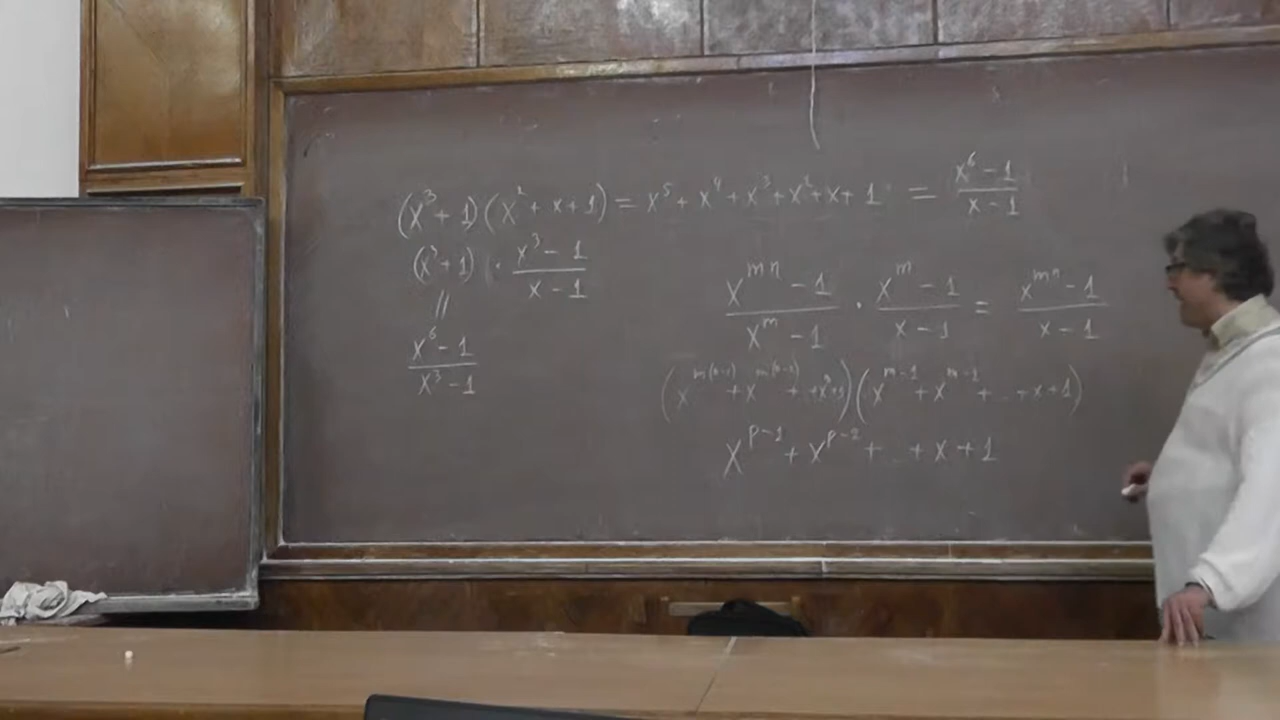 (x³+1)(x²+x+1) = x⁵+x⁴+x³+x²+x+1 = (x⁶-1)/(x-1)
(x³+1) · (x³-1)/(x-1)
//
(x⁶-1)/(x³-1)
(x^{mn}-1)/(x^m-1) · (x^m-1)/(x-1) = (x^{mn}-1)/(x-1)
(x^{m(n-1)}+x^{m(n-2)}+...+x^m+1)(x^{m-1}+x^{m-2}+...+x+1)
x^{p-1}+x^{p-2}+...+x+1